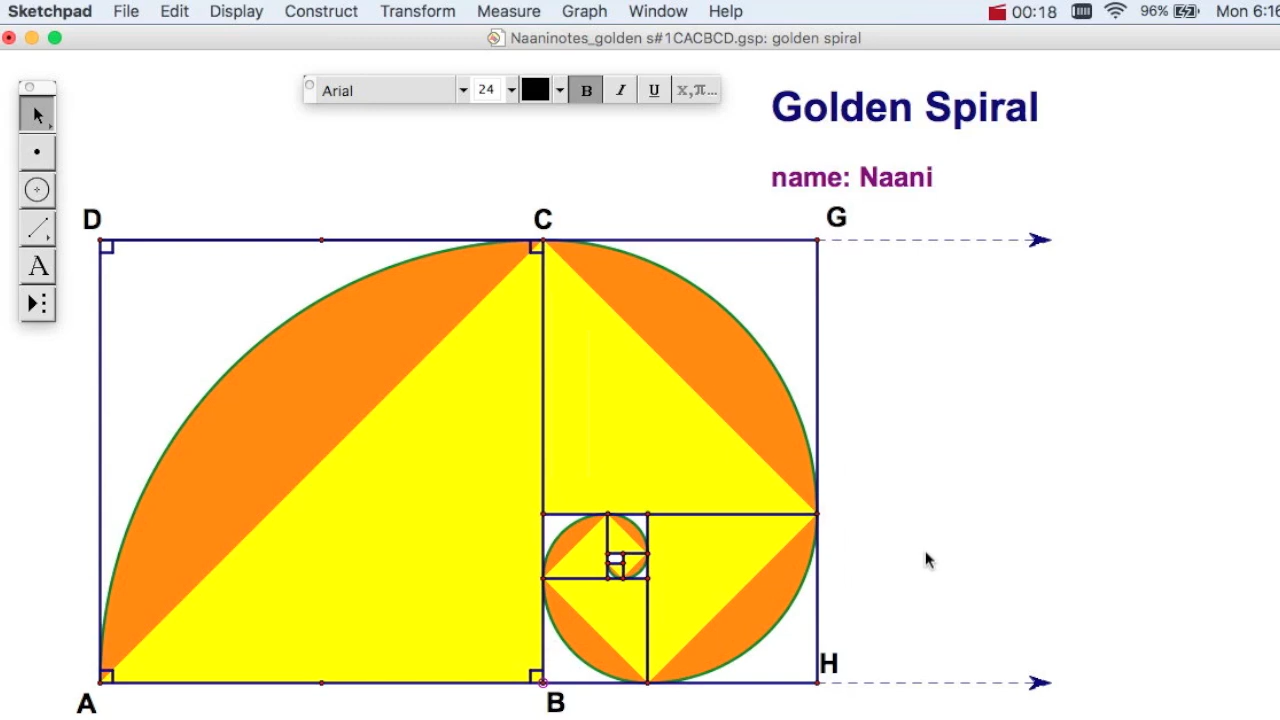 Sketchpad File Edit Display Construct Transform Measure Graph Window Help 00:18 96% Mon 6:16
Naaninotes_golden s#1CACBCD.gsp: golden spiral
Arial 24 B I U x,π...
Golden Spiral
name: Naani
A
D C G
H
A B